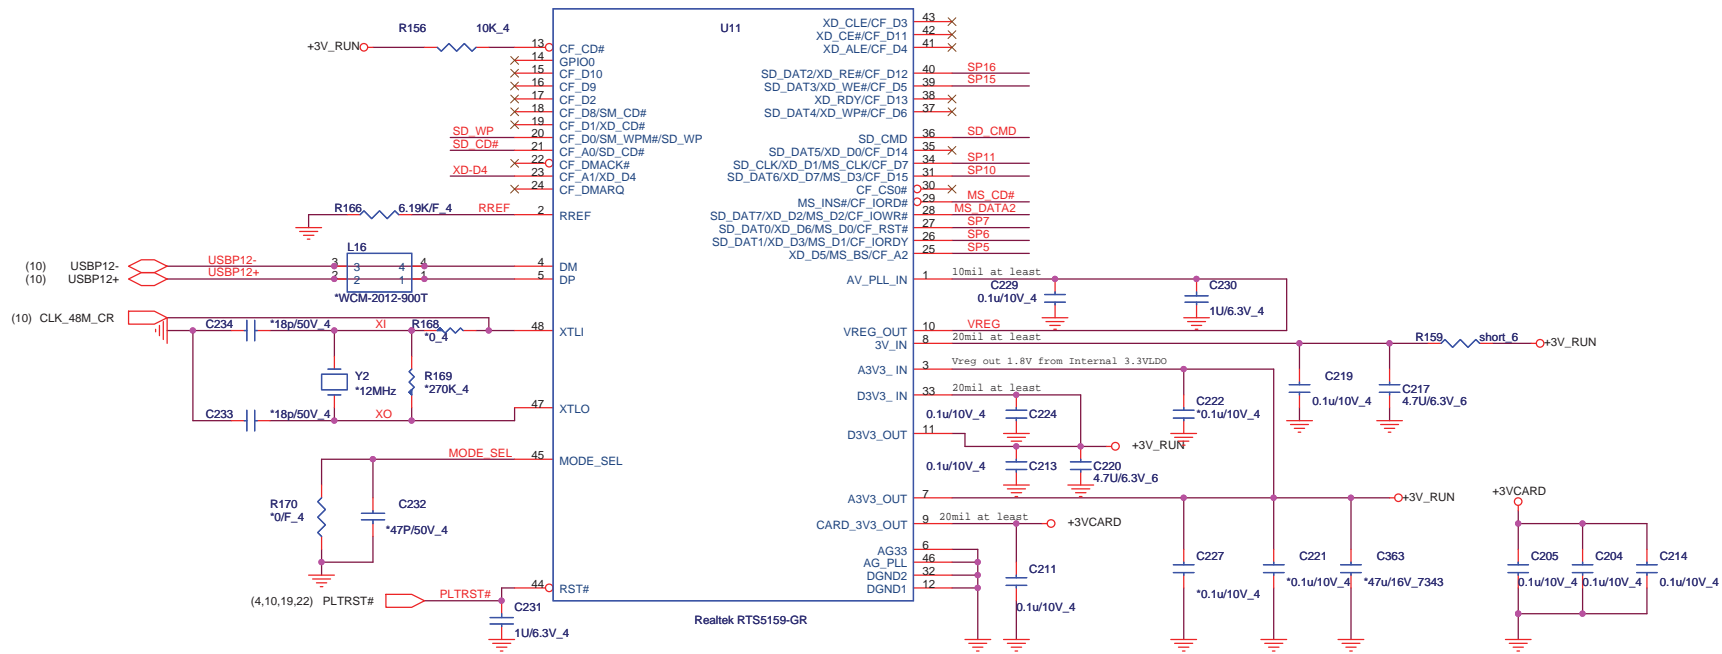 R156 10K_4
+3V_RUN
U11
13 CF_CD#
14 GPIO0
15 CF_D10
16 CF_D9
17 CF_D2
18 CF_D8/SM_CD#
19 CF_D1/XD_CD#
SD_WP 20 CF_D0/SM_WPM#/SD_WP
SD_CD# 21 CF_A0/SD_CD#
22 CF_DMACK#
XD-D4 23 CF_A1/XD_D4
24 CF_DMARQ
R166 6.19K/F_4 RREF 2 RREF
L16
(10) USBP12- USBP12- 3 3 4 4 4 DM
(10) USBP12+ USBP12+ 2 2 1 1 5 DP
*WCM-2012-900T
(10) CLK_48M_CR
C234 *18p/50V_4 XI R168 48 XTLI
*0_4
Y2
*12MHz
R169
*270K_4
C233 *18p/50V_4 XO 47 XTLO
MODE_SEL 45 MODE_SEL
R170
*0/F_4
C232
*47P/50V_4
44 RST#
(4,10,19,22) PLTRST# PLTRST#
C231
1U/6.3V_4
Realtek RTS5159-GR
XD_CLE/CF_D3 43
XD_CE#/CF_D11 42
XD_ALE/CF_D4 41
SD_DAT2/XD_RE#/CF_D12 40 SP16
SD_DAT3/XD_WE#/CF_D5 39 SP15
XD_RDY/CF_D13 38
SD_DAT4/XD_WP#/CF_D6 37
SD_CMD 36 SD_CMD
SD_DAT5/XD_D0/CF_D14 35
SD_CLK/XD_D1/MS_CLK/CF_D7 34 SP11
SD_DAT6/XD_D7/MS_D3/CF_D15 31 SP10
CF_CS0# 30
MS_INS#/CF_IORD# 29 MS_CD#
SD_DAT7/XD_D2/MS_D2/CF_IOWR# 28 MS_DATA2
SD_DAT0/XD_D6/MS_D0/CF_RST# 27 SP7
SD_DAT1/XD_D3/MS_D1/CF_IORDY 26 SP6
XD_D5/MS_BS/CF_A2 25 SP5
AV_PLL_IN 1 10mil at least
C229
0.1u/10V_4
C230
1U/6.3V_4
VREG_OUT 10 VREG
3V_IN 8 20mil at least
R159 short_6 +3V_RUN
A3V3_ IN 3 Vreg out 1.8V from Internal 3.3VLDO
C219
0.1u/10V_4
C217
4.7U/6.3V_6
D3V3_ IN 33 20mil at least
0.1u/10V_4 C224
C222
*0.1u/10V_4
D3V3_OUT 11
+3V_RUN
0.1u/10V_4 C213
C220
4.7U/6.3V_6
A3V3_OUT 7 +3V_RUN
CARD_3V3_OUT 9 20mil at least +3VCARD
AG33 6
AG_PLL 46
DGND2 32
DGND1 12
C211
0.1u/10V_4
C227
*0.1u/10V_4
C221
*0.1u/10V_4
C363
*47u/16V_7343
+3VCARD
C205
0.1u/10V_4
C204
0.1u/10V_4
C214
0.1u/10V_4